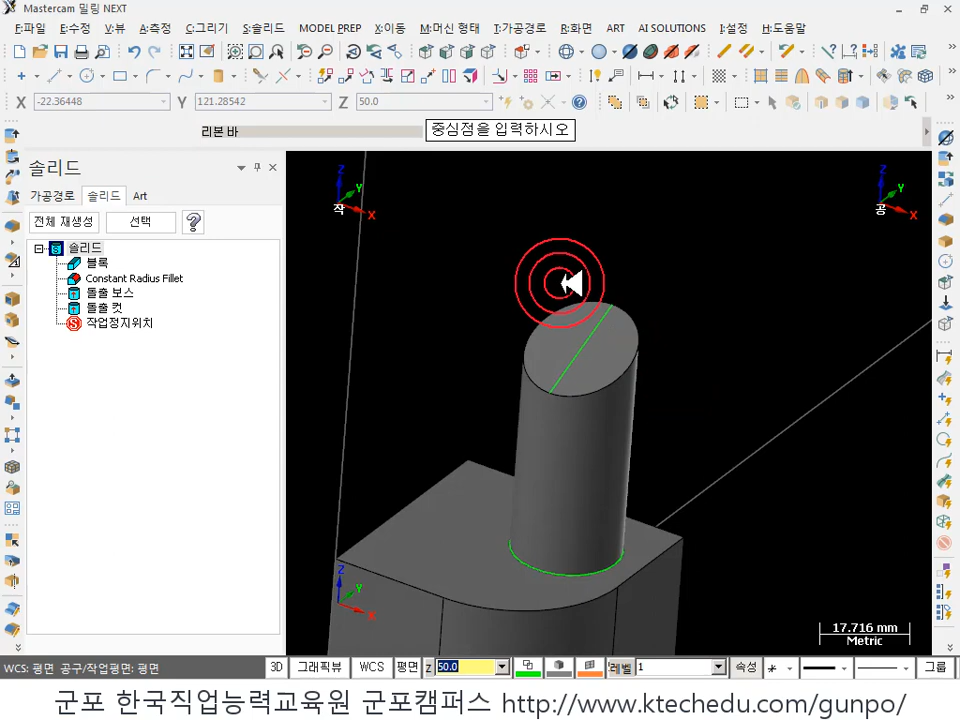 Mastercam 밀링 NEXT
F:파일 E:수정 V:뷰 A:측정 C:그리기 S:솔리드 MODEL PREP X:이동 M:머신 형태 T:가공경로 R:화면 ART AI SOLUTIONS I:설정 H:도움말
X -22.36448 Y 121.28542 Z 50.0
리본 바 중심점을 입력하시오
솔리드
가공경로 솔리드 Art
전체 재생성 선택
솔리드
블록
Constant Radius Fillet
돌출 보스
돌출 컷
작업정지위치
Z Y X 작
Z Y X 공
Z Y X
17.716 mm
Metric
WCS: 평면 공구/작업평면: 평면 3D 그래픽뷰 WCS 평면 Z 50.0 레벨 1 속성 그룹
군포 한국직업능력교육원 군포캠퍼스 http://www.ktechedu.com/gunpo/